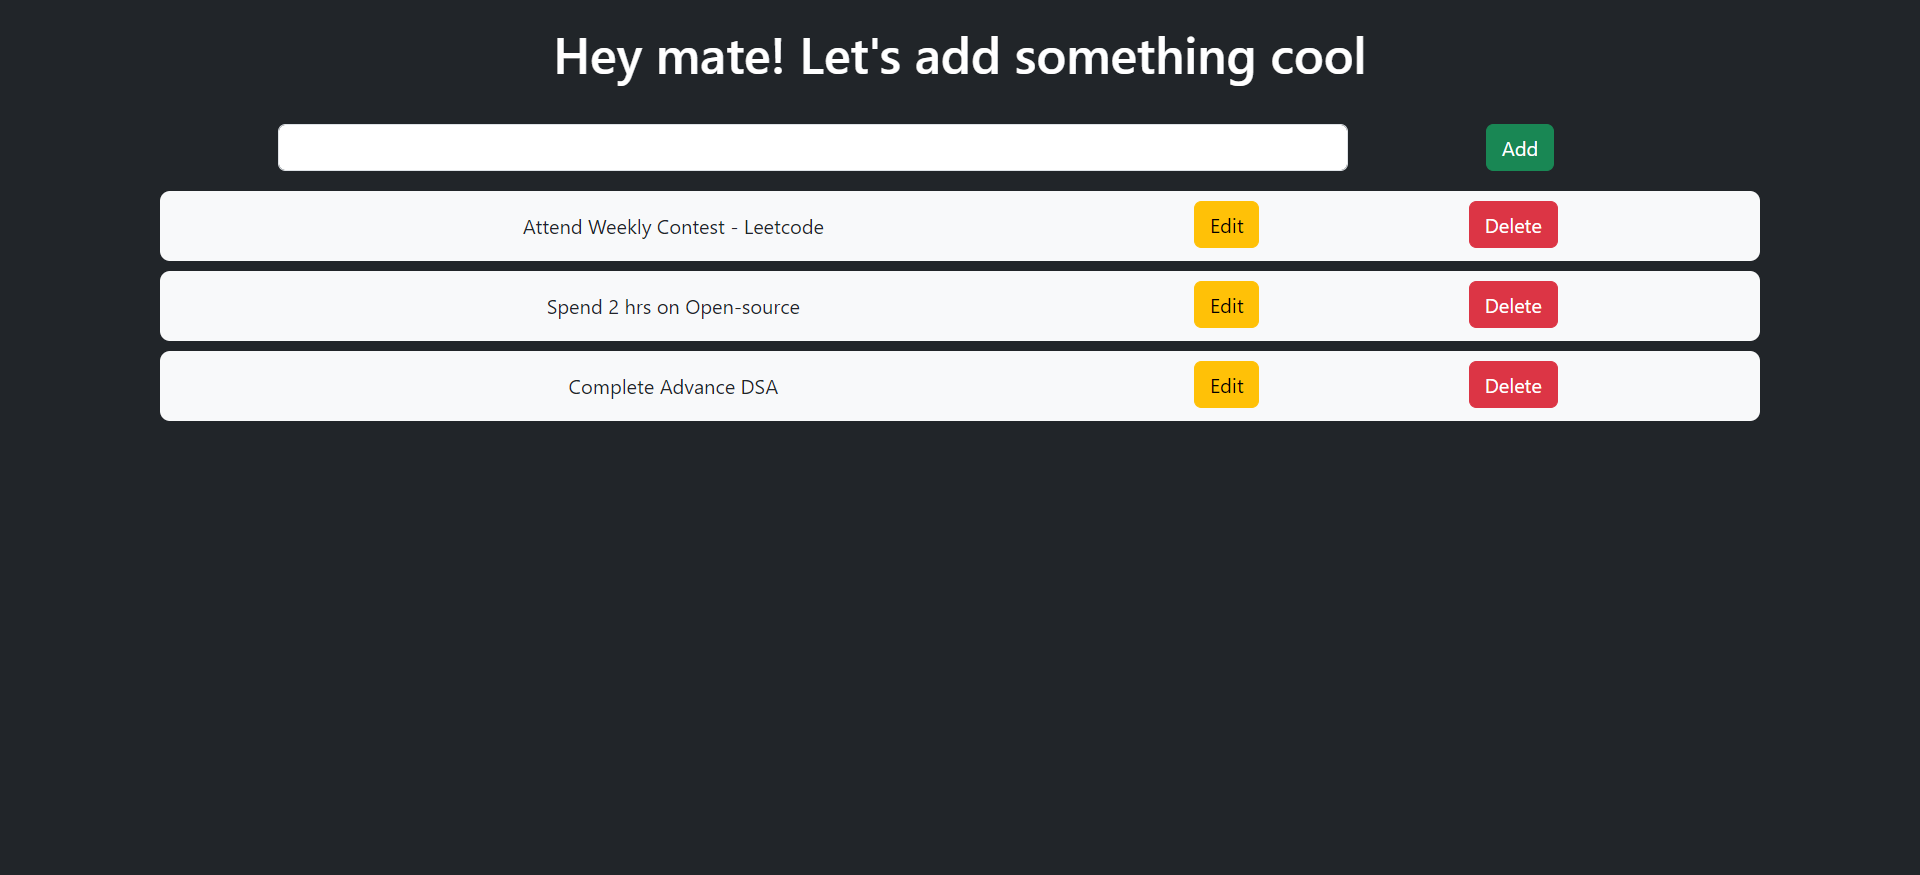 Hey mate! Let's add something cool
Add
Attend Weekly Contest - Leetcode Edit Delete
Spend 2 hrs on Open-source Edit Delete
Complete Advance DSA Edit Delete